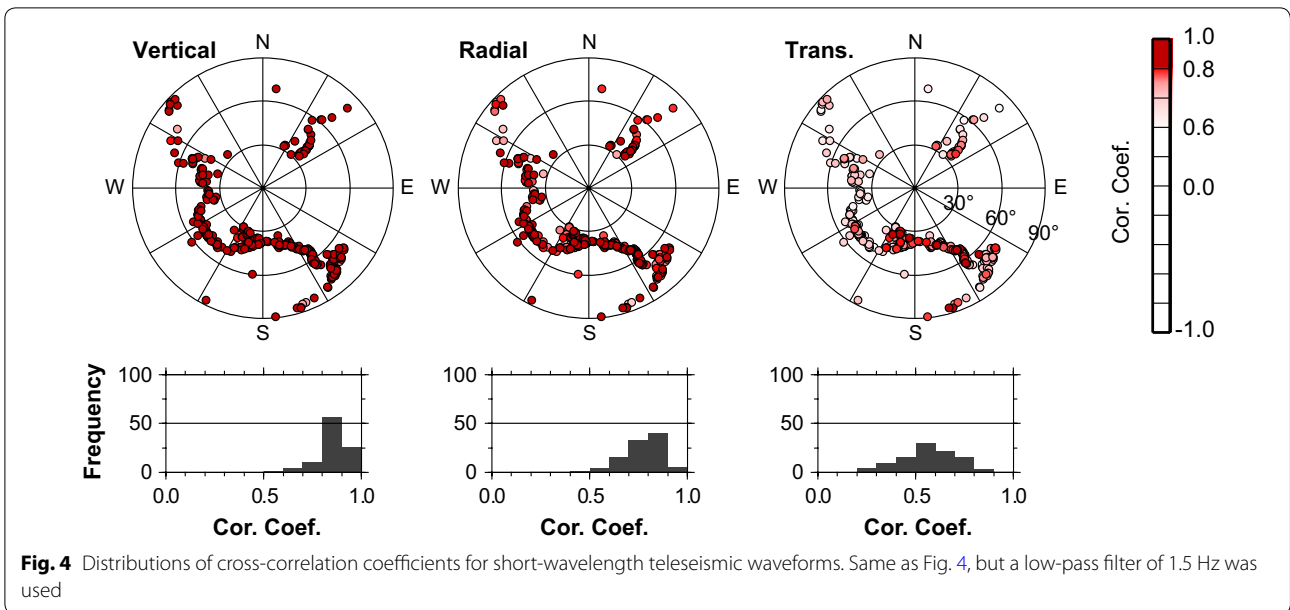 Vertical
N
W
E
S
Radial
N
W
E
S
Trans.
N
W
E
S
30°
60°
90°
Cor. Coef.
1.0
0.8
0.6
0.0
-1.0
Frequency
100
50
0
0.0 0.5 1.0
Cor. Coef.
100
50
0
0.0 0.5 1.0
Cor. Coef.
100
50
0
0.0 0.5 1.0
Cor. Coef.
Fig. 4 Distributions of cross-correlation coefficients for short-wavelength teleseismic waveforms. Same as Fig. 4, but a low-pass filter of 1.5 Hz was
used